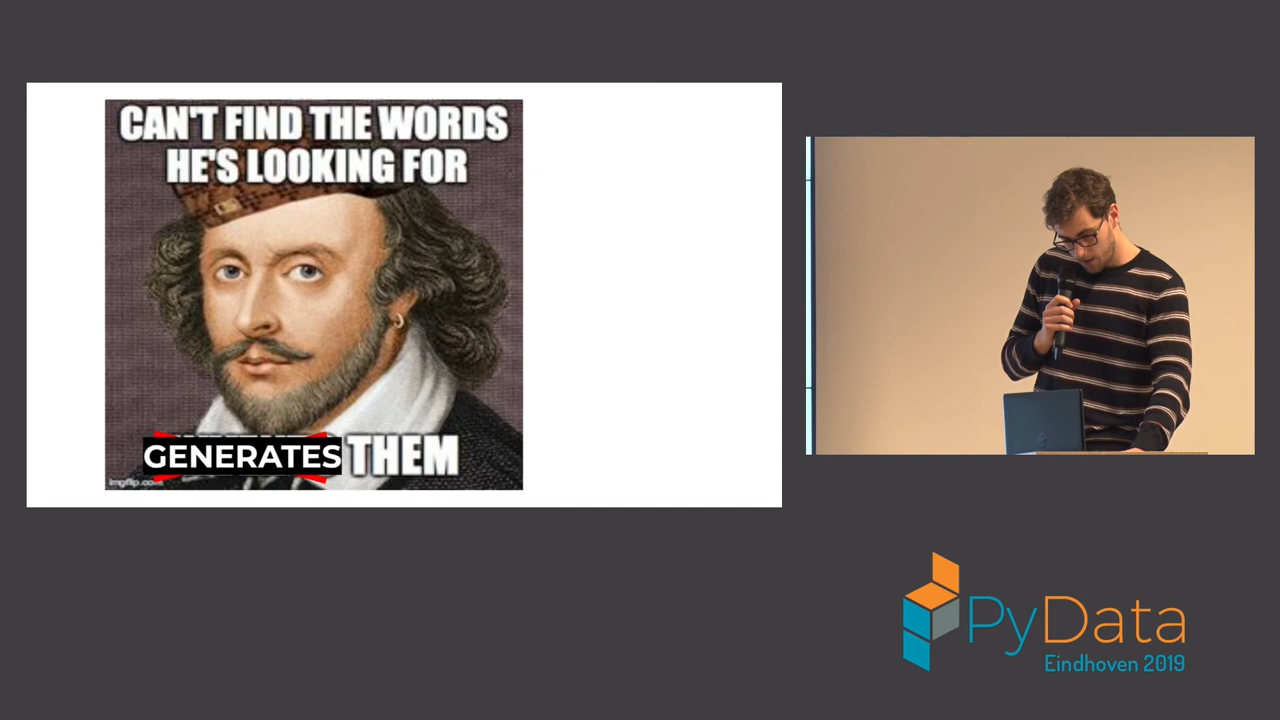 CAN'T FIND THE WORDS
HE'S LOOKING FOR
GENERATES THEM
imgflip.com
PyData
Eindhoven 2019